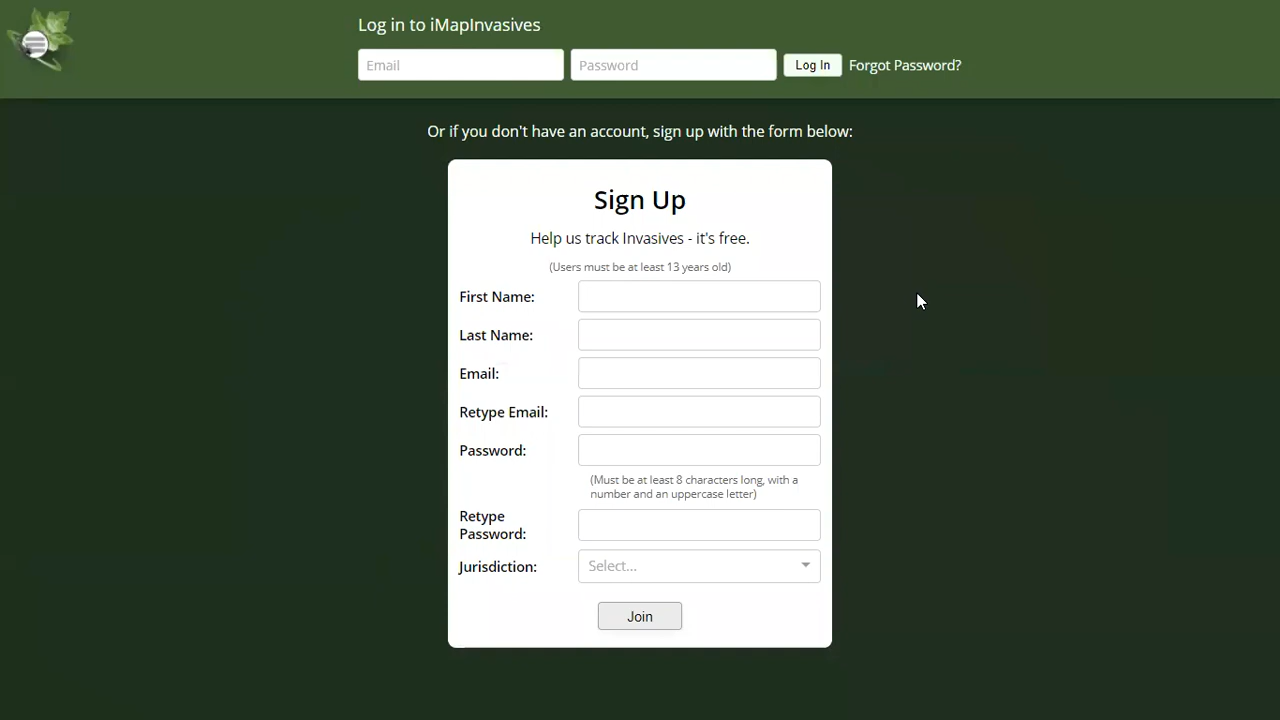 Log in to iMapInvasives
Email
Password
Log In
Forgot Password?
Or if you don't have an account, sign up with the form below:
Sign Up
Help us track Invasives - it's free.
(Users must be at least 13 years old)
First Name:
Last Name:
Email:
Retype Email:
Password:
(Must be at least 8 characters long, with a
number and an uppercase letter)
Retype
Password:
Jurisdiction:
Select...
Join